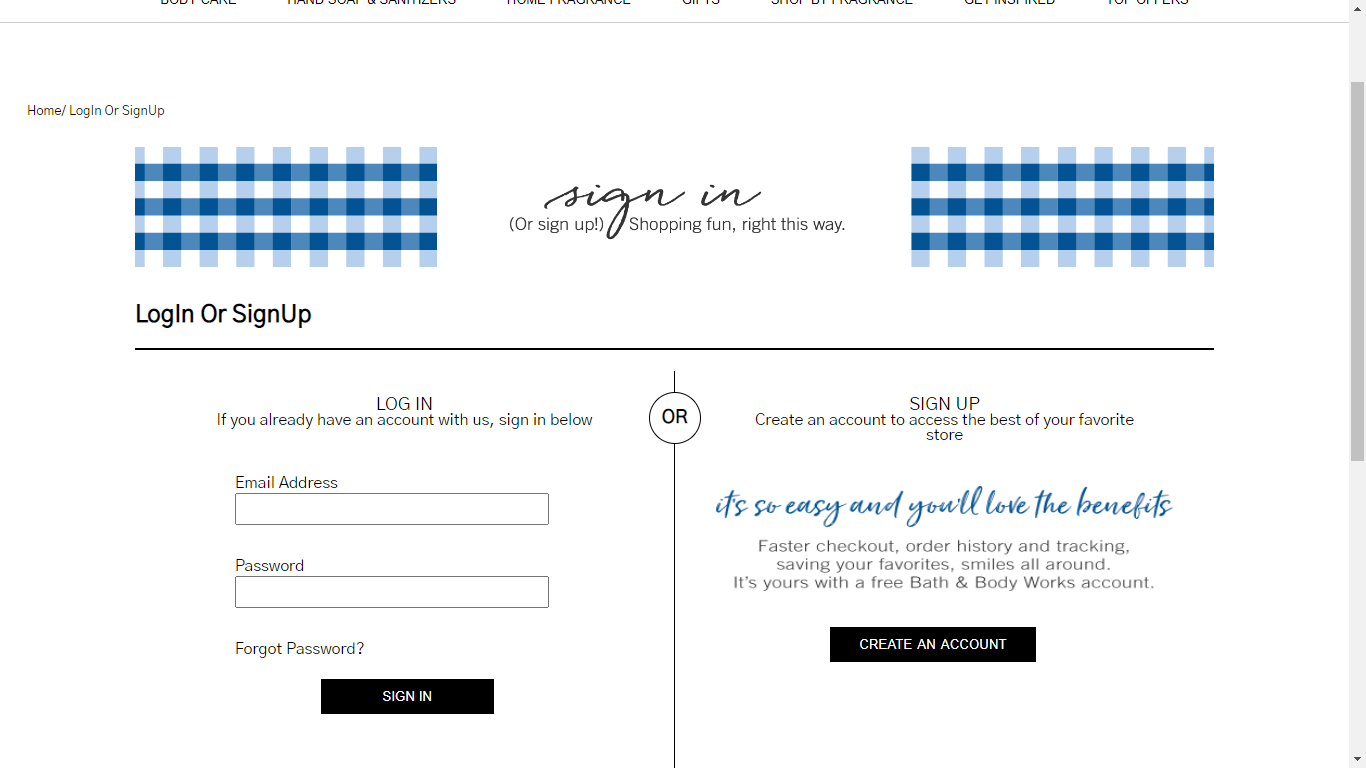 BODY CARE HAND SOAP & SANITIZERS HOME FRAGRANCE GIFTS SHOP BY FRAGRANCE GET INSPIRED TOP OFFERS
Home/ LogIn Or SignUp
sign in
(Or sign up!) Shopping fun, right this way.
LogIn Or SignUp
LOG IN
If you already have an account with us, sign in below
Email Address
Password
Forgot Password?
SIGN IN
OR
SIGN UP
Create an account to access the best of your favorite
store
it's so easy and you'll love the benefits
Faster checkout, order history and tracking,
saving your favorites, smiles all around.
It's yours with a free Bath & Body Works account.
CREATE AN ACCOUNT